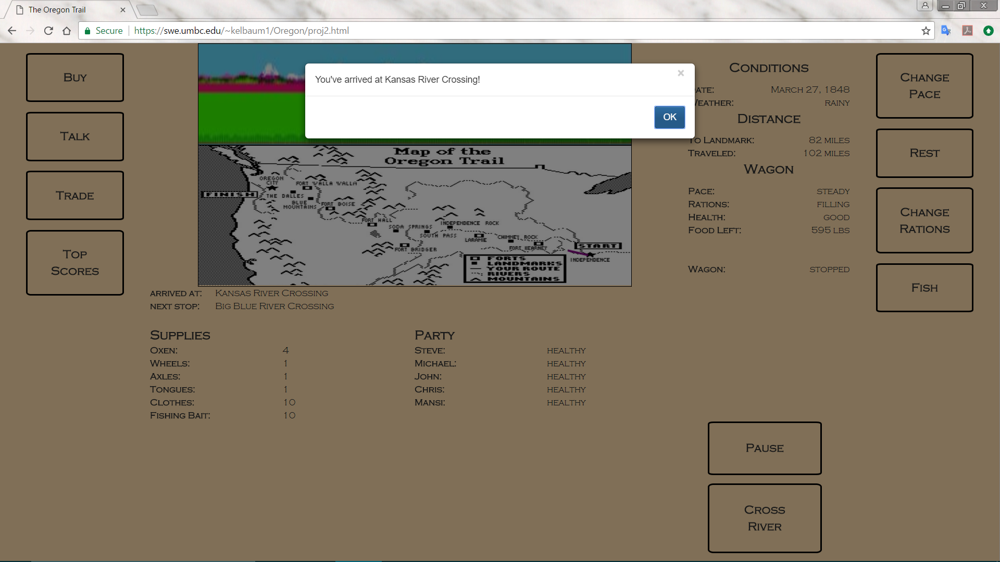 The Oregon Trail
Secure https://swe.umbc.edu/~kelbaum1/Oregon/proj2.html
Buy
Talk
Trade
Top
Scores
You've arrived at Kansas River Crossing!
×
OK
Map of the
Oregon Trail
OREGON
CITY
FORT WALLA WALLA
FINISH
THE DALLES
BLUE
MOUNTAINS
FORT BOISE
FORT HALL
SODA SPRINGS
INDEPENDENCE ROCK
SOUTH PASS
LARAMIE
CHIMNEY ROCK
FORT KEARNEY
FORT BRIDGER
START
INDEPENDENCE
FORTS
LANDMARKS
YOUR ROUTE
RIVERS
MOUNTAINS
ARRIVED AT: Kansas River Crossing
NEXT STOP: Big Blue River Crossing
Supplies
Oxen: 4
Wheels: 1
Axles: 1
Tongues: 1
Clothes: 10
Fishing Bait: 10
Party
Steve: HEALTHY
Michael: HEALTHY
John: HEALTHY
Chris: HEALTHY
Mansi: HEALTHY
Conditions
ate: March 27, 1848
eather: RAINY
Distance
To Landmark: 82 MILES
Traveled: 102 MILES
Wagon
Pace: STEADY
Rations: FILLING
Health: GOOD
Food Left: 595 LBS
Wagon: STOPPED
Change
Pace
Rest
Change
Rations
Fish
Pause
Cross
River